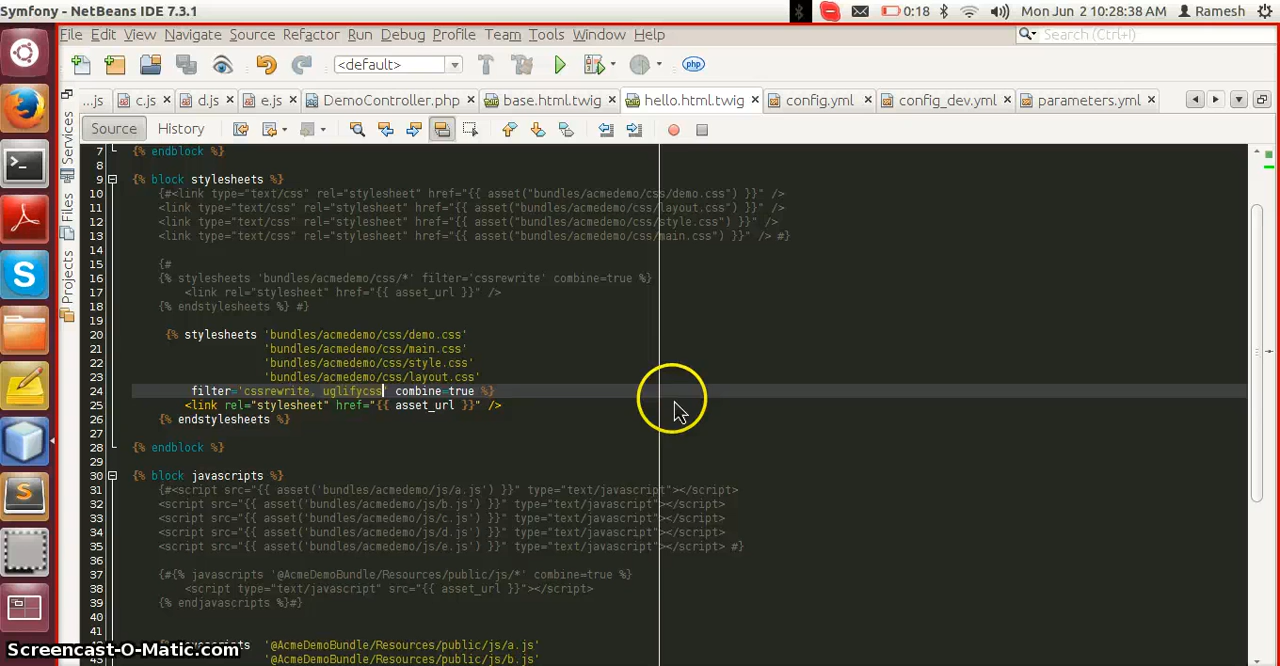 Symfony - NetBeans IDE 7.3.1
0:18 Mon Jun 2 10:28:38 AM Ramesh
File Edit View Navigate Source Refactor Run Debug Profile Team Tools Window Help
Search (Ctrl+I)
<default>
php
...js c.js d.js e.js DemoController.php base.html.twig hello.html.twig config.yml config_dev.yml parameters.yml
Source History
Services
Files
Projects
7 {% endblock %}
8
9 {% block stylesheets %}
10 {#<link type="text/css" rel="stylesheet" href="{{ asset("bundles/acmedemo/css/demo.css") }}" />
11 <link type="text/css" rel="stylesheet" href="{{ asset("bundles/acmedemo/css/layout.css") }}" />
12 <link type="text/css" rel="stylesheet" href="{{ asset("bundles/acmedemo/css/style.css") }}" />
13 <link type="text/css" rel="stylesheet" href="{{ asset("bundles/acmedemo/css/main.css") }}" /> #}
14
15 {#
16 {% stylesheets 'bundles/acmedemo/css/*' filter='cssrewrite' combine=true %}
17 <link rel="stylesheet" href="{{ asset_url }}" />
18 {% endstylesheets %} #}
19
20 {% stylesheets 'bundles/acmedemo/css/demo.css'
21 'bundles/acmedemo/css/main.css'
22 'bundles/acmedemo/css/style.css'
23 'bundles/acmedemo/css/layout.css'
24 filter='cssrewrite, uglifycss' combine=true %}
25 <link rel="stylesheet" href="{{ asset_url }}" />
26 {% endstylesheets %}
27
28 {% endblock %}
29
30 {% block javascripts %}
31 {#<script src="{{ asset('bundles/acmedemo/js/a.js') }}" type="text/javascript"></script>
32 <script src="{{ asset('bundles/acmedemo/js/b.js') }}" type="text/javascript"></script>
33 <script src="{{ asset('bundles/acmedemo/js/c.js') }}" type="text/javascript"></script>
34 <script src="{{ asset('bundles/acmedemo/js/d.js') }}" type="text/javascript"></script>
35 <script src="{{ asset('bundles/acmedemo/js/e.js') }}" type="text/javascript"></script> #}
36
37 {#{% javascripts '@AcmeDemoBundle/Resources/public/js/*' combine=true %}
38 <script type="text/javascript" src="{{ asset_url }}"></script>
39 {% endjavascripts %}#}
40
41
'@AcmeDemoBundle/Resources/public/js/a.js'
'@AcmeDemoBundle/Resources/public/js/b.js'
Screencast-O-Matic.com